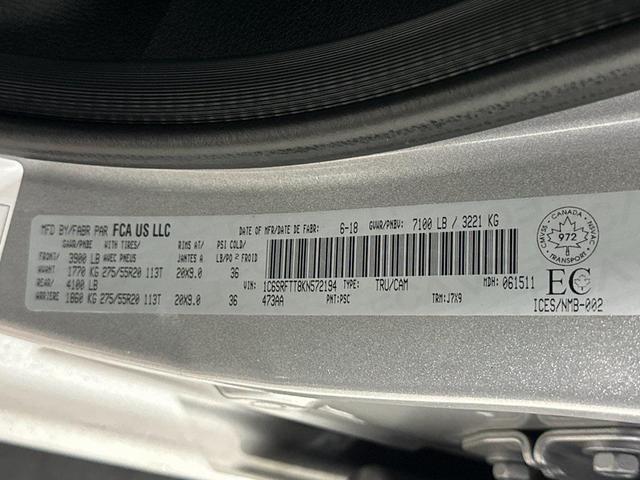 MFD BY/FABR PAR FCA US LLC
DATE OF MFR/DATE DE FABR: 6-18 GVWR/PNBV: 7100 LB / 3221 KG
GAWR/PNBE WITH TIRES/ RIMS AT/ PSI COLD/
FRONT/ 3900 LB AVEC PNEUS JANTES A LB/PO 2 FROID
AVANT 1770 KG 275/55R20 113T 20X9.0 36
REAR/ 4100 LB
ARRIERE 1860 KG 275/55R20 113T 20X9.0 36
VIN: 1C6SRFTT8KN572194 TYPE: TRU/CAM MDH: 061511
473AA PNT:PSC TRM:J7X9
CANADA
CMVSS NSVAC
972
TRANSPORT
EC
ICES/NMB-002